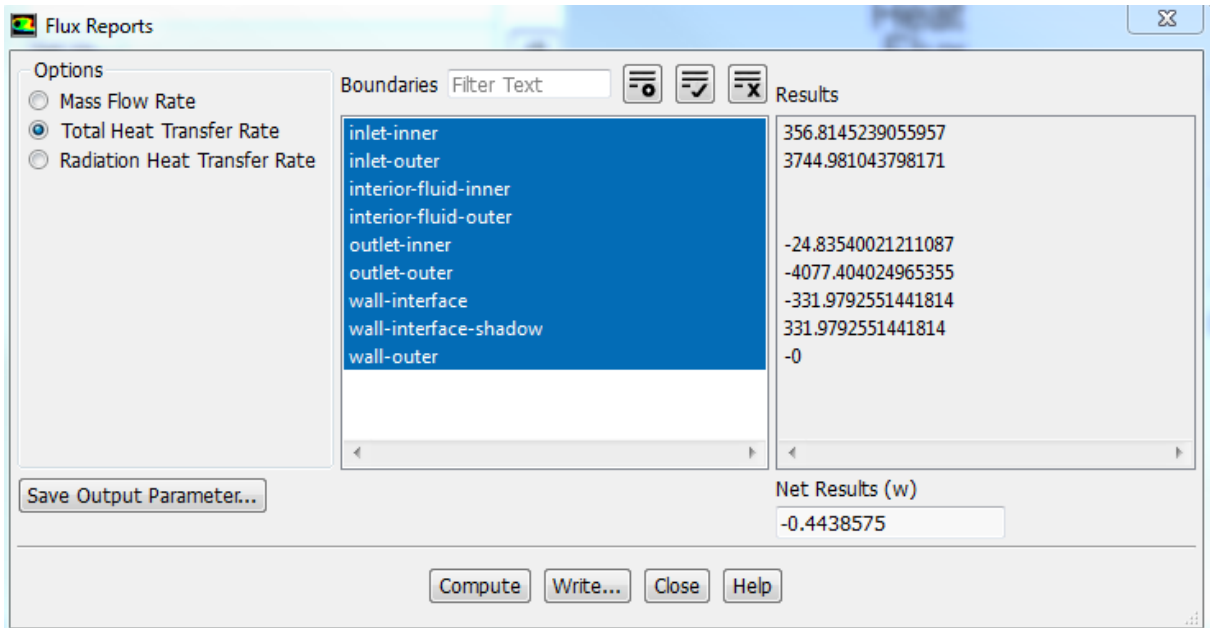 Flux Reports
Options
Mass Flow Rate
Total Heat Transfer Rate
Radiation Heat Transfer Rate
Boundaries Filter Text
Results
inlet-inner 356.8145239055957
inlet-outer 3744.981043798171
interior-fluid-inner
interior-fluid-outer
outlet-inner -24.83540021211087
outlet-outer -4077.404024965355
wall-interface -331.9792551441814
wall-interface-shadow 331.9792551441814
wall-outer -0
Save Output Parameter...
Net Results (w)
-0.4438575
Compute Write... Close Help